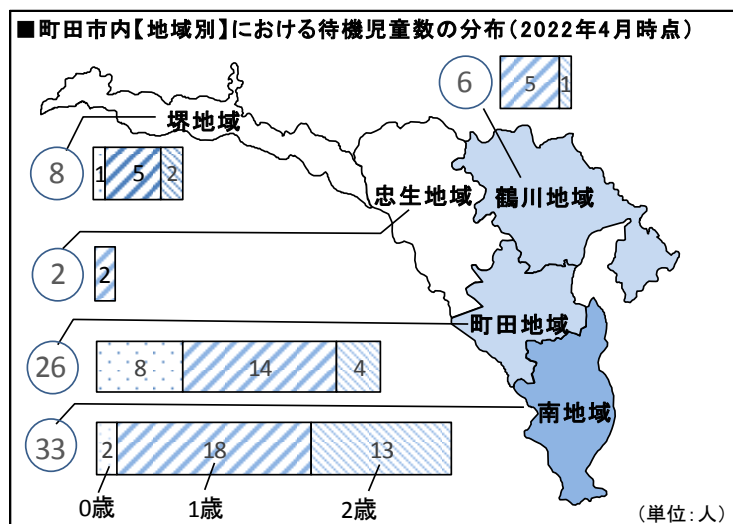 ■町田市内【地域別】における待機児童数の分布(2022年4月時点)
6
5
1
堺地域
8
1
5
2
忠生地域
鶴川地域
2
2
町田地域
26
8
14
4
南地域
33
2
18
13
0歳
1歳
2歳
(単位:人)